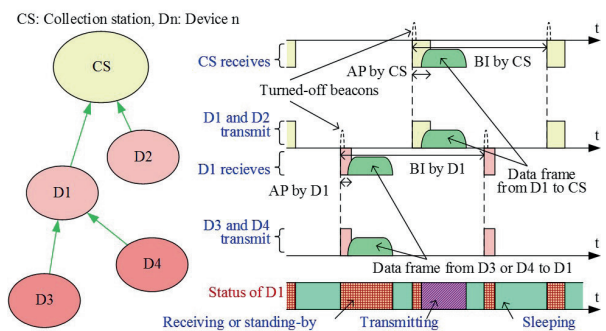 CS: Collection station, Dn: Device n
CS
D2
D1
D4
D3
t
CS receives
AP by CS
BI by CS
Turned-off beacons
D1 and D2
transmit
t
D1 recieves
BI by D1
Data frame
from D1 to CS
AP by D1
t
D3 and D4
transmit
t
Data frame from D3 or D4 to D1
Status of D1
t
Receiving or standing-by
Transmitting
Sleeping